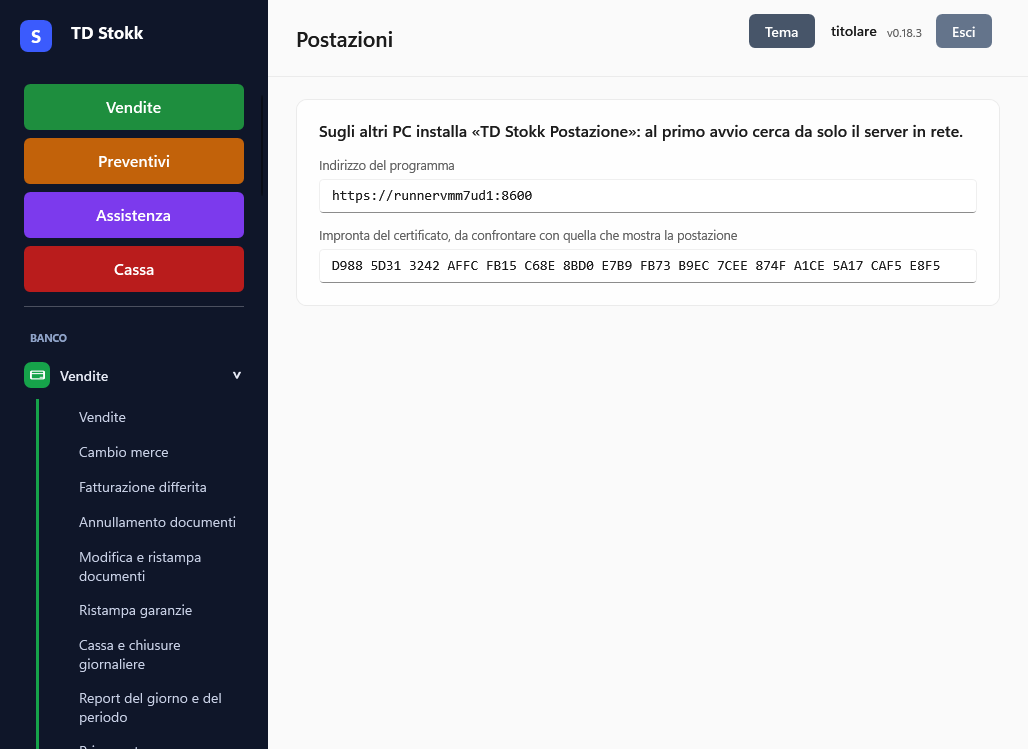 S
TD Stokk
Vendite
Preventivi
Assistenza
Cassa
BANCO
Vendite
Vendite
Cambio merce
Fatturazione differita
Annullamento documenti
Modifica e ristampa
documenti
Ristampa garanzie
Cassa e chiusure
giornaliere
Report del giorno e del
periodo
Postazioni
Tema
titolare
v0.18.3
Esci
Sugli altri PC installa «TD Stokk Postazione»: al primo avvio cerca da solo il server in rete.
Indirizzo del programma
https://runnervmm7ud1:8600
Impronta del certificato, da confrontare con quella che mostra la postazione
D988 5D31 3242 AFFC FB15 C68E 8BD0 E7B9 FB73 B9EC 7CEE 874F A1CE 5A17 CAF5 E8F5